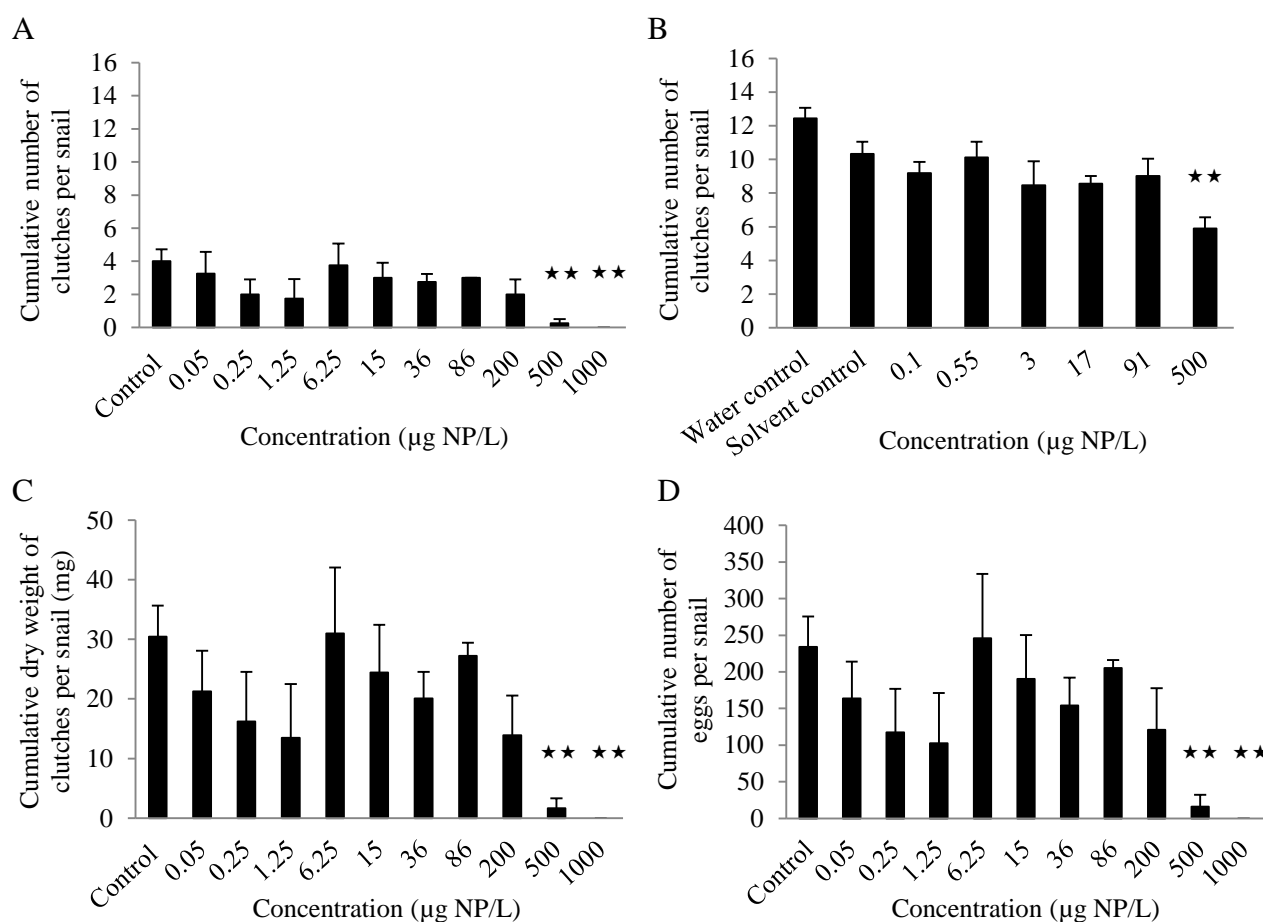 A
Cumulative number of
clutches per snail
16
14
12
10
8
6
4
2
0
★★ ★★
Control 0.05 0.25 1.25 6.25 15 36 86 200 500 1000
Concentration (µg NP/L)
B
Cumulative number of
clutches per snail
16
14
12
10
8
6
4
2
0
★★
Water control Solvent control 0.1 0.55 3 17 91 500
Concentration (µg NP/L)
C
Cumulative dry weight of
clutches per snail (mg)
50
40
30
20
10
0
★★ ★★
Control 0.05 0.25 1.25 6.25 15 36 86 200 500 1000
Concentration (µg NP/L)
D
Cumulative number of
eggs per snail
400
350
300
250
200
150
100
50
0
★★ ★★
Control 0.05 0.25 1.25 6.25 15 36 86 200 500 1000
Concentration (µg NP/L)